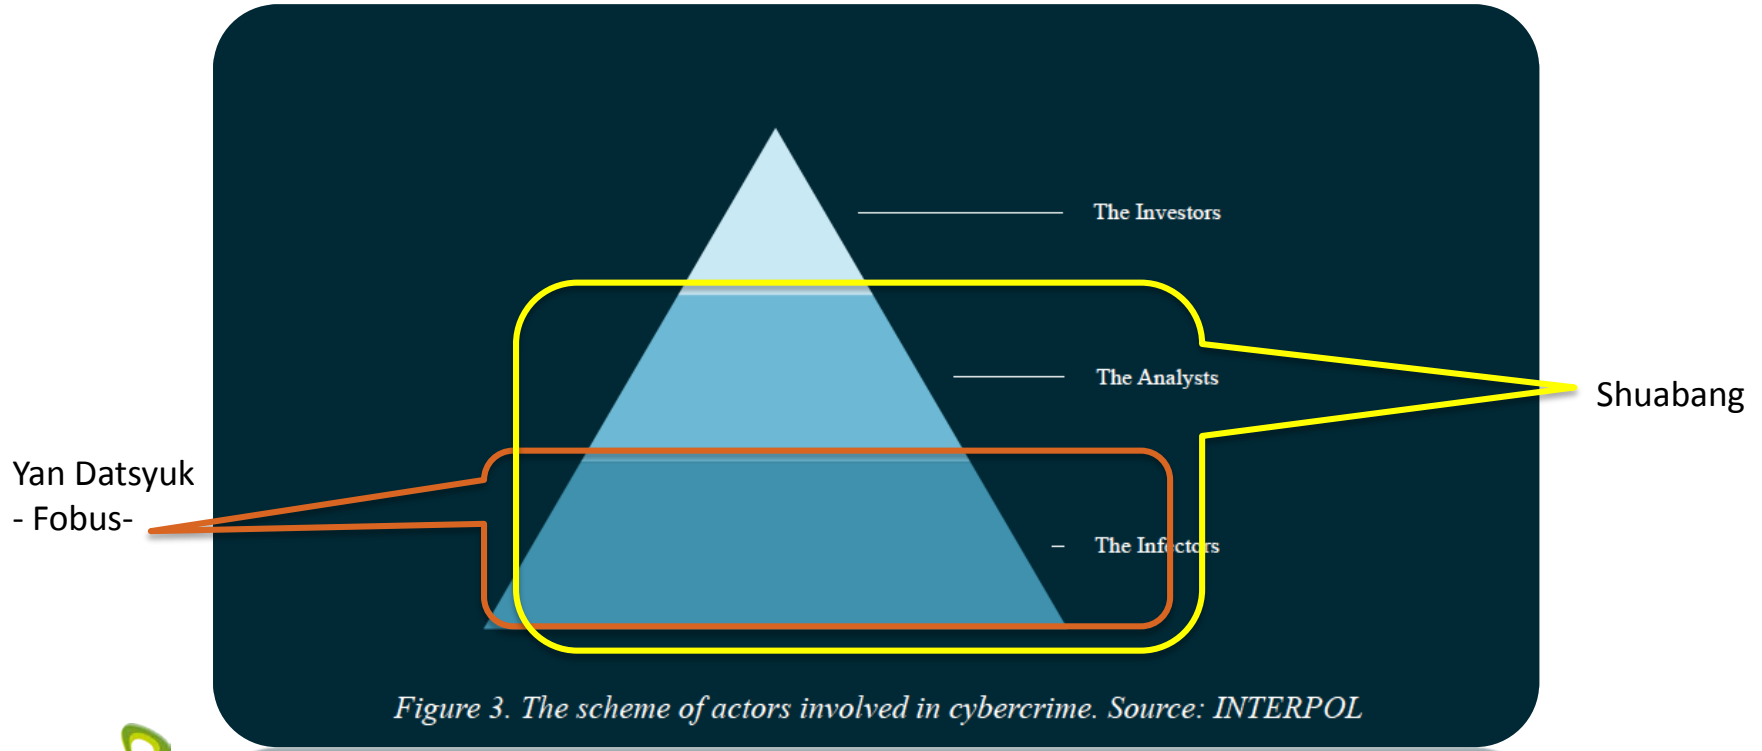 The Investors
The Analysts
Shuabang
Yan Datsyuk
- Fobus-
The Infectors
Figure 3. The scheme of actors involved in cybercrime. Source: INTERPOL